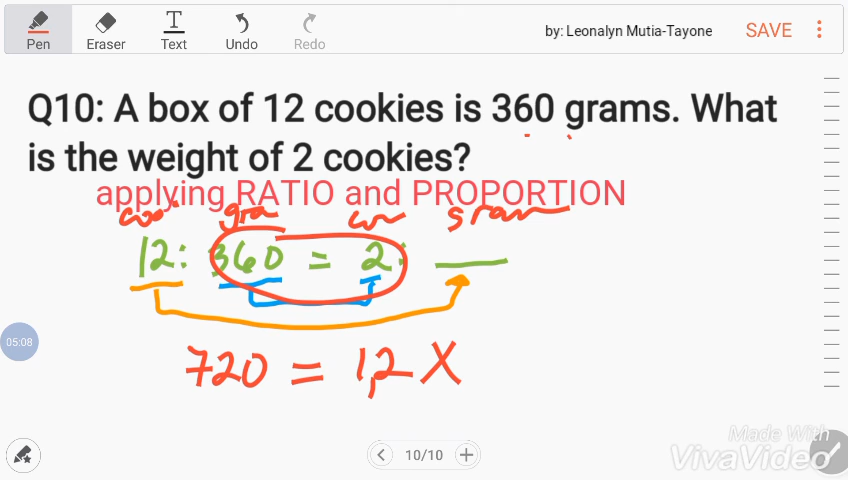 Pen Eraser Text Undo Redo by: Leonalyn Mutia-Tayone SAVE
Q10: A box of 12 cookies is 360 grams. What
is the weight of 2 cookies?
applying RATIO and PROPORTION
gram
12: 360 = 2:
05:08
720 = 12 X
10/10
Made With
VivaVideo